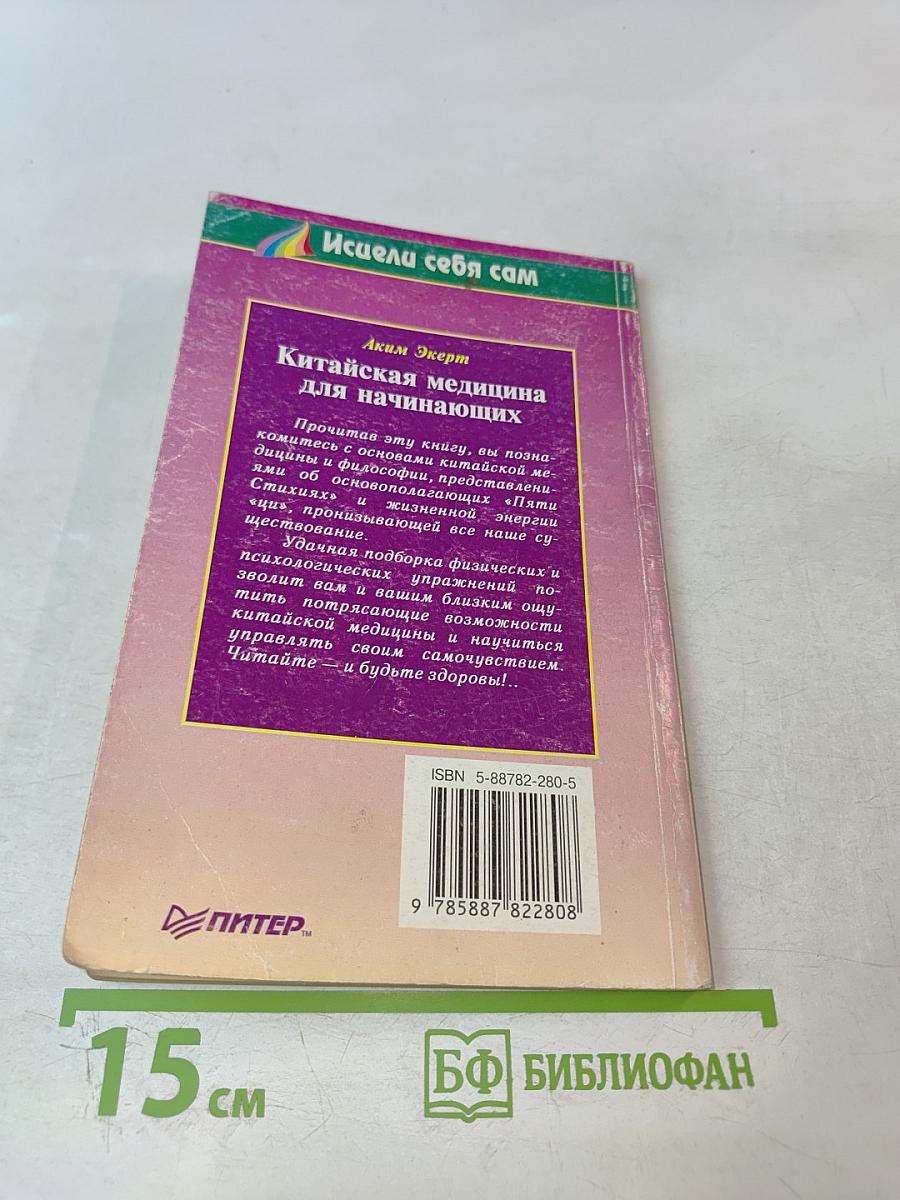 Исцели себя сам
Аким Экерт
Китайская медицина
для начинающих
Прочитав эту книгу, вы позна-
комитесь с основами китайской ме-
дицины и философии, представлени-
ями об основополагающих «Пяти
Стихиях» и жизненной энергии
«ци», пронизывающей все наше су-
ществование.
Удачная подборка физических и
психологических упражнений по-
зволит вам и вашим близким ощу-
тить потрясающие возможности
китайской медицины и научиться
управлять своим самочувствием.
Читайте — и будьте здоровы!..
ISBN 5-88782-280-5
9 785887 822808
ПИТЕР™
15 см
БФ БИБЛИОФАН